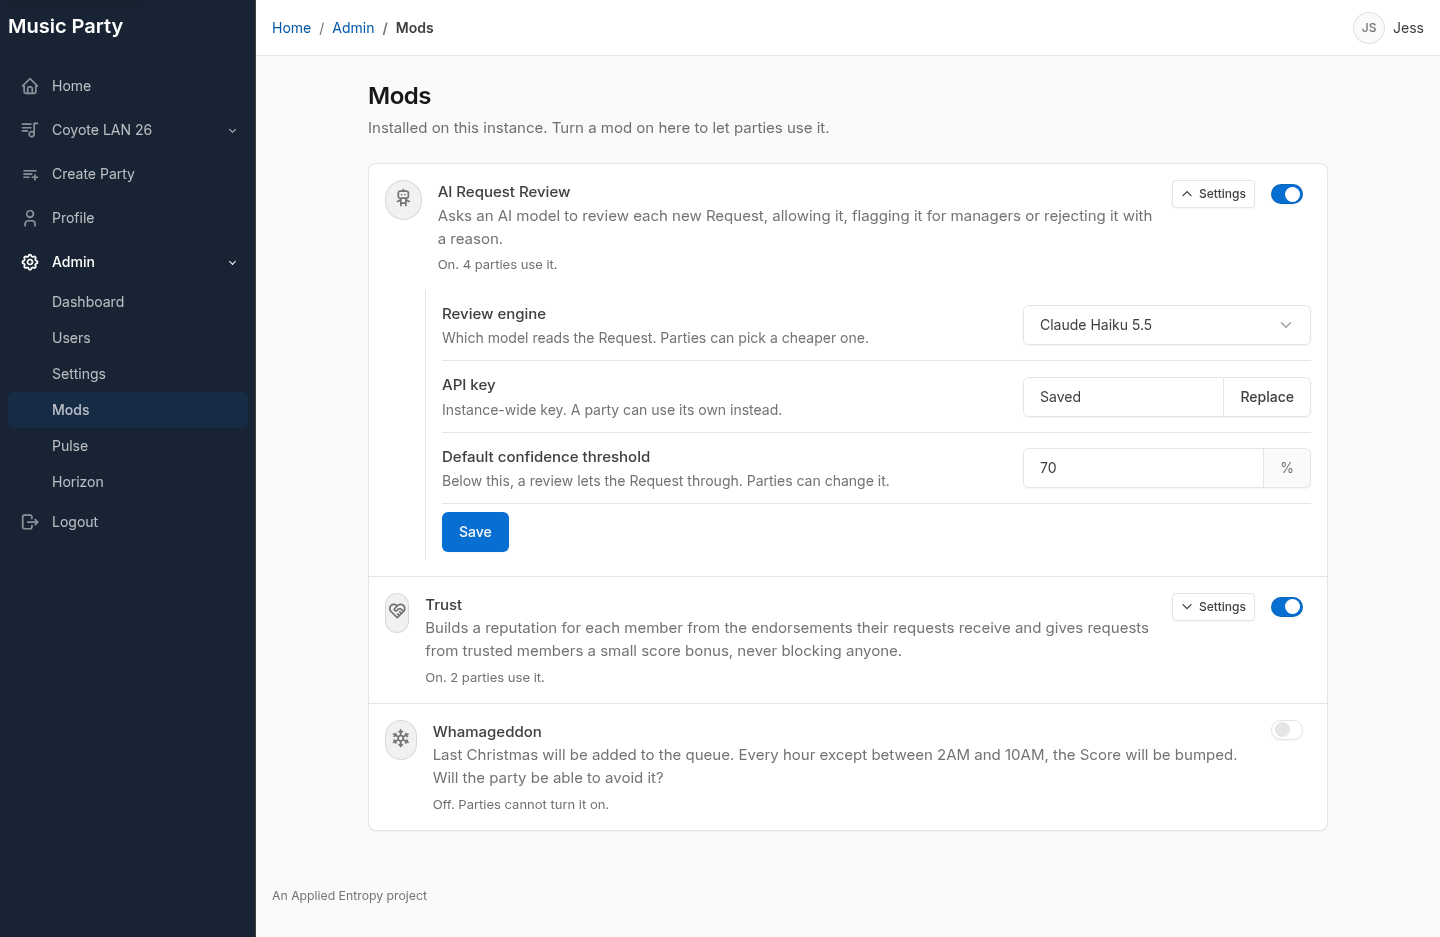 Music Party
Home / Admin / Mods
JS Jess
Home
Coyote LAN 26
Create Party
Profile
Admin
Dashboard
Users
Settings
Mods
Pulse
Horizon
Logout
Mods
Installed on this instance. Turn a mod on here to let parties use it.
AI Request Review
Settings
Asks an AI model to review each new Request, allowing it, flagging it for managers or rejecting it with
a reason.
On. 4 parties use it.
Review engine
Which model reads the Request. Parties can pick a cheaper one.
Claude Haiku 5.5
API key
Instance-wide key. A party can use its own instead.
Saved Replace
Default confidence threshold
Below this, a review lets the Request through. Parties can change it.
70 %
Save
Trust
Settings
Builds a reputation for each member from the endorsements their requests receive and gives requests
from trusted members a small score bonus, never blocking anyone.
On. 2 parties use it.
Whamageddon
Last Christmas will be added to the queue. Every hour except between 2AM and 10AM, the Score will be bumped.
Will the party be able to avoid it?
Off. Parties cannot turn it on.
An Applied Entropy project